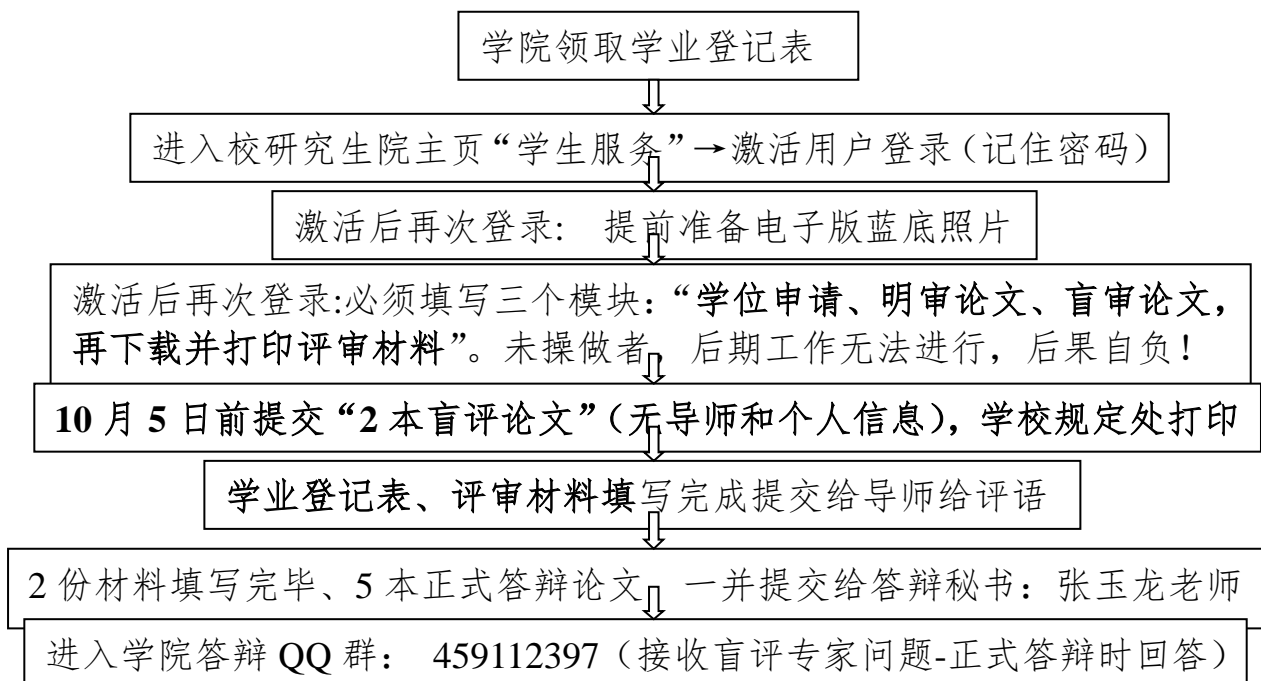 学院领取学业登记表
进入校研究生院主页“学生服务”→激活用户登录（记住密码）
激活后再次登录： 提前准备电子版蓝底照片
激活后再次登录:必须填写三个模块：“学位申请、明审论文、盲审论文，
再下载并打印评审材料”。未操做者，后期工作无法进行，后果自负！
10 月 5 日前提交“2 本盲评论文”（无导师和个人信息），学校规定处打印
学业登记表、评审材料填写完成提交给导师给评语
2 份材料填写完毕、5 本正式答辩论文， 一并提交给答辩秘书：张玉龙老师
进入学院答辩 QQ 群： 459112397（接收盲评专家问题-正式答辩时回答）